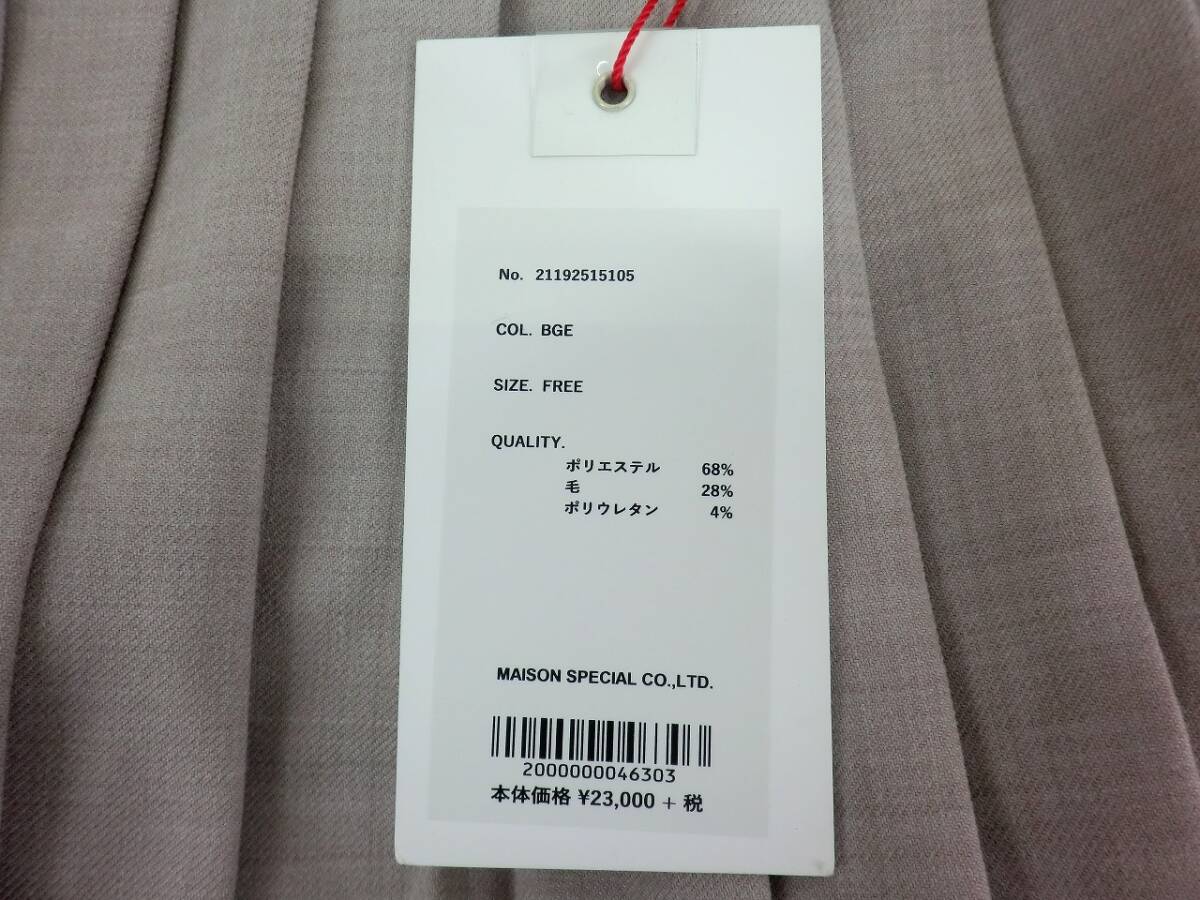 No. 21192515105
COL. BGE
SIZE. FREE
QUALITY.
ポリエステル 68%
毛 28%
ポリウレタン 4%
MAISON SPECIAL CO.,LTD.
2000000046303
本体価格 ¥23,000 + 税